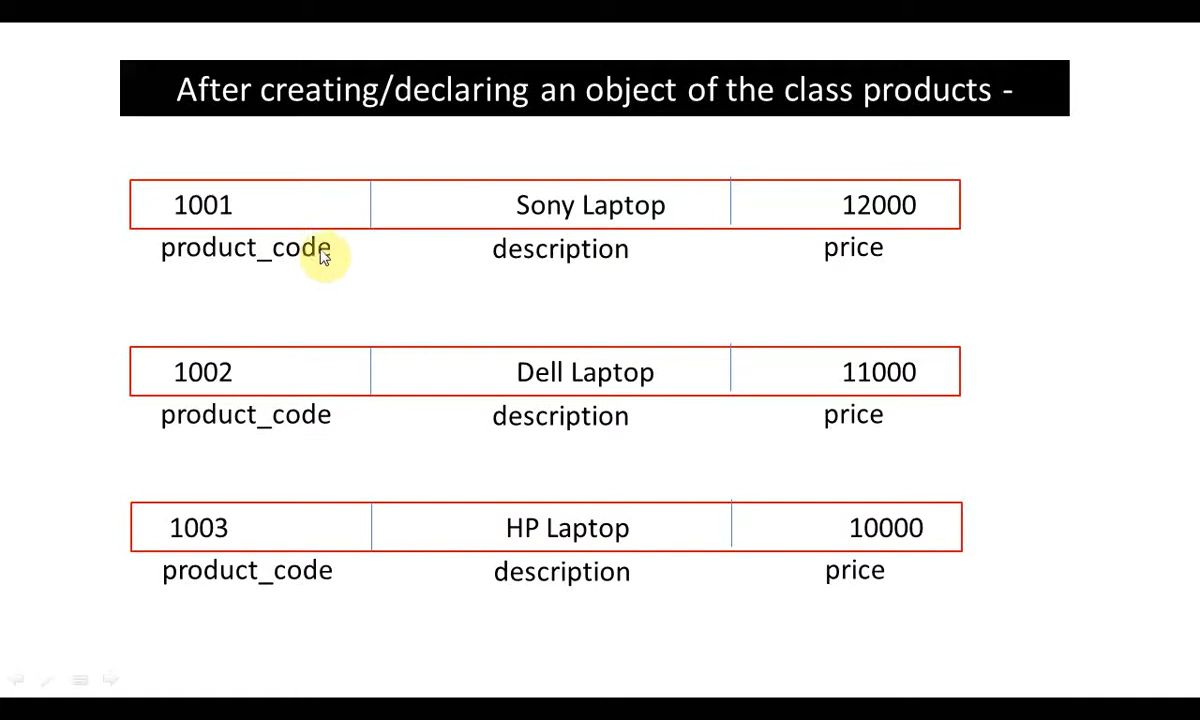 After creating/declaring an object of the class products -
1001 Sony Laptop 12000
product_code description price
1002 Dell Laptop 11000
product_code description price
1003 HP Laptop 10000
product_code description price